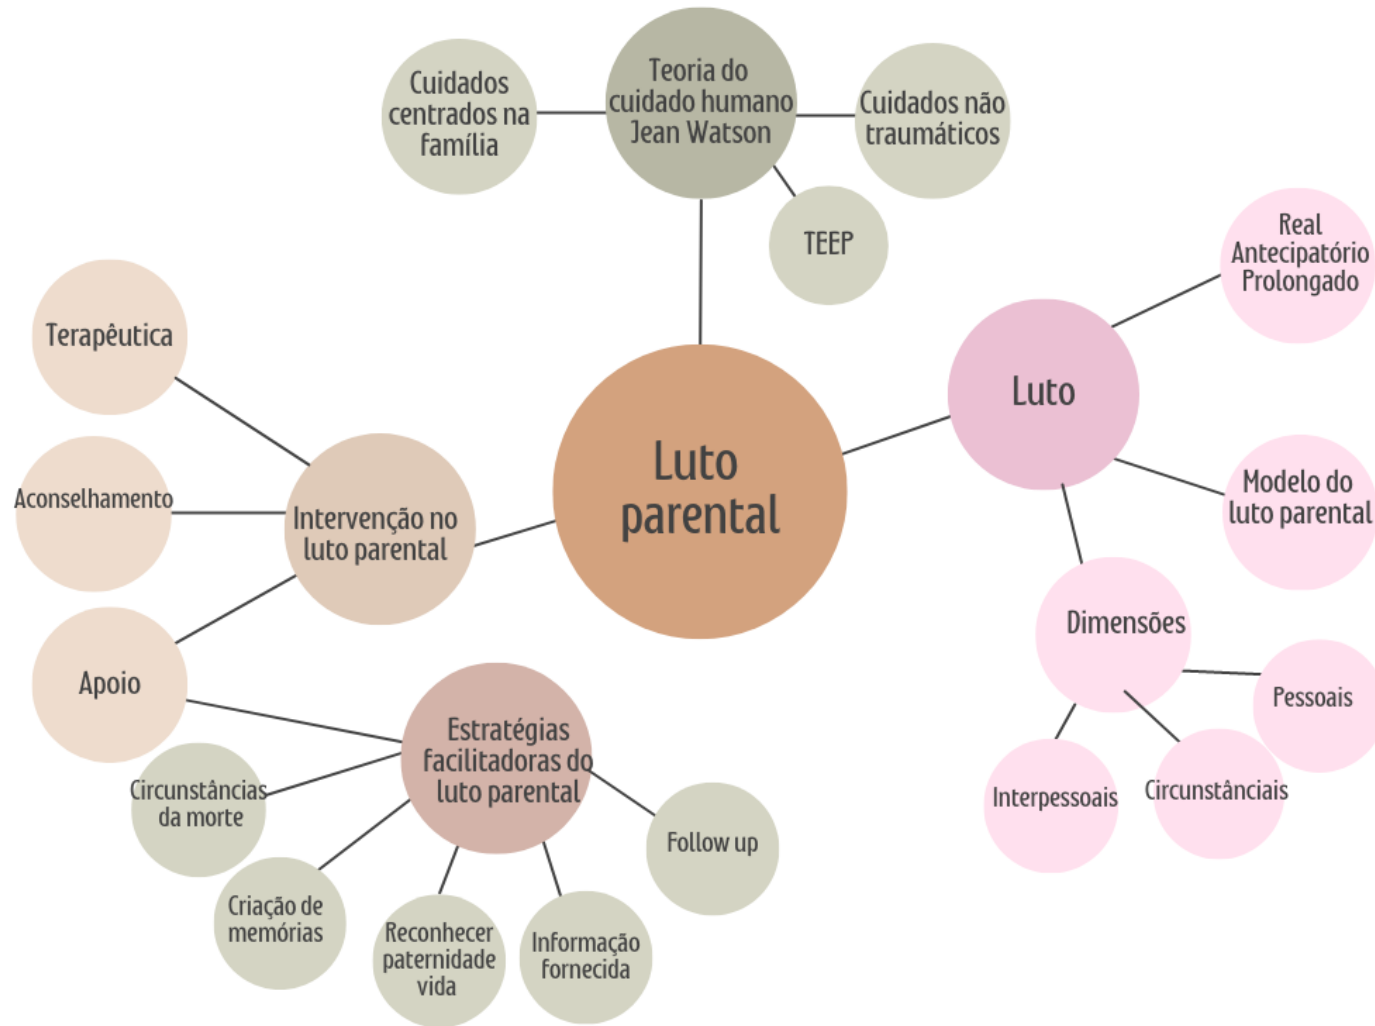 Teoria do
cuidado humano
Jean Watson
Cuidados
centrados na
família
Cuidados não
traumáticos
TEEP
Real
Antecipatório
Prolongado
Luto
Modelo do
luto parental
Dimensões
Pessoais
Circunstânciais
Interpessoais
Luto
parental
Terapêutica
Aconselhamento
Intervenção no
luto parental
Apoio
Estratégias
facilitadoras do
luto parental
Circunstâncias
da morte
Criação de
memórias
Reconhecer
paternidade
vida
Informação
fornecida
Follow up